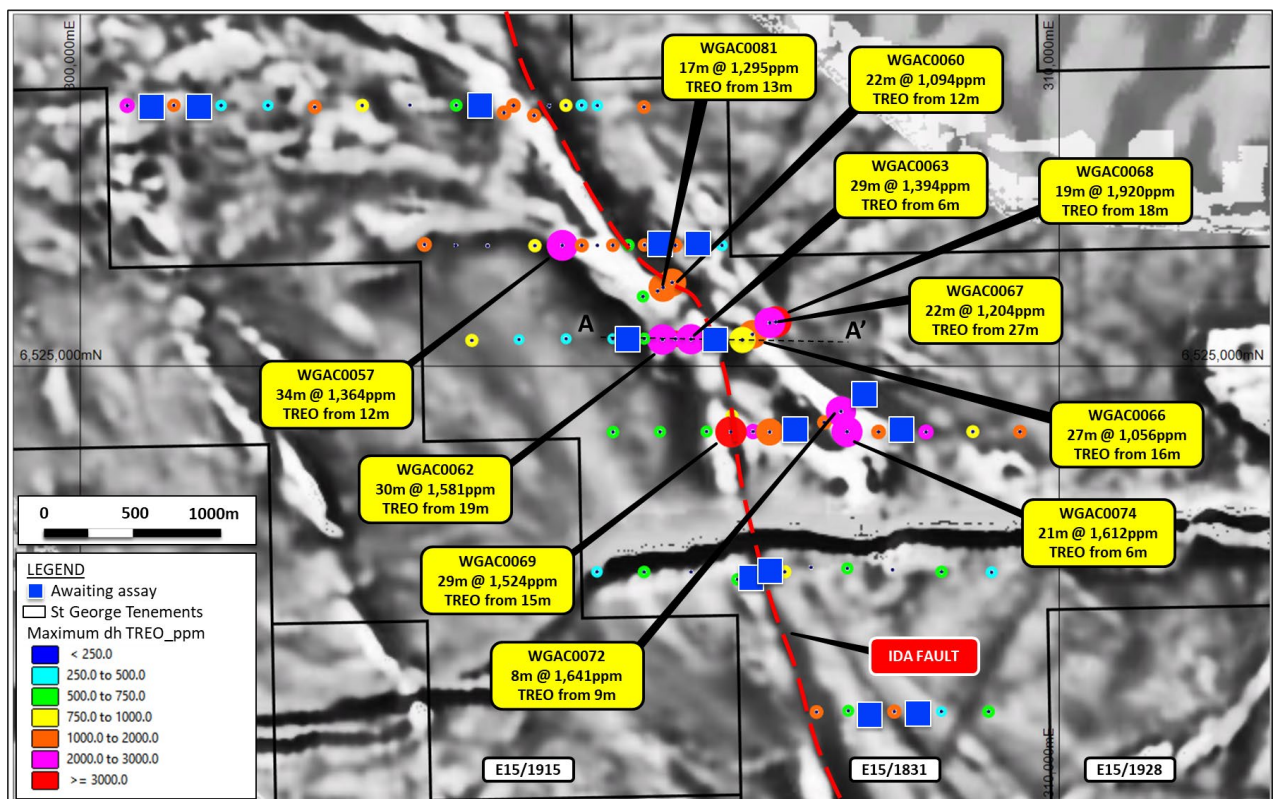 300,000mE
310,000mE
WGAC0081
17m @ 1,295ppm
TREO from 13m
WGAC0060
22m @ 1,094ppm
TREO from 12m
WGAC0063
29m @ 1,394ppm
TREO from 6m
WGAC0068
19m @ 1,920ppm
TREO from 18m
WGAC0067
22m @ 1,204ppm
TREO from 27m
A
A'
6,525,000mN
6,525,000mN
WGAC0057
34m @ 1,364ppm
TREO from 12m
WGAC0066
27m @ 1,056ppm
TREO from 16m
WGAC0062
30m @ 1,581ppm
TREO from 19m
WGAC0074
21m @ 1,612ppm
TREO from 6m
WGAC0069
29m @ 1,524ppm
TREO from 15m
WGAC0072
8m @ 1,641ppm
TREO from 9m
IDA FAULT
0 500 1000m
LEGEND
Awaiting assay
St George Tenements
Maximum dh TREO_ppm
< 250.0
250.0 to 500.0
500.0 to 750.0
750.0 to 1000.0
1000.0 to 2000.0
2000.0 to 3000.0
>= 3000.0
E15/1915
E15/1831
E15/1928
310,000mE